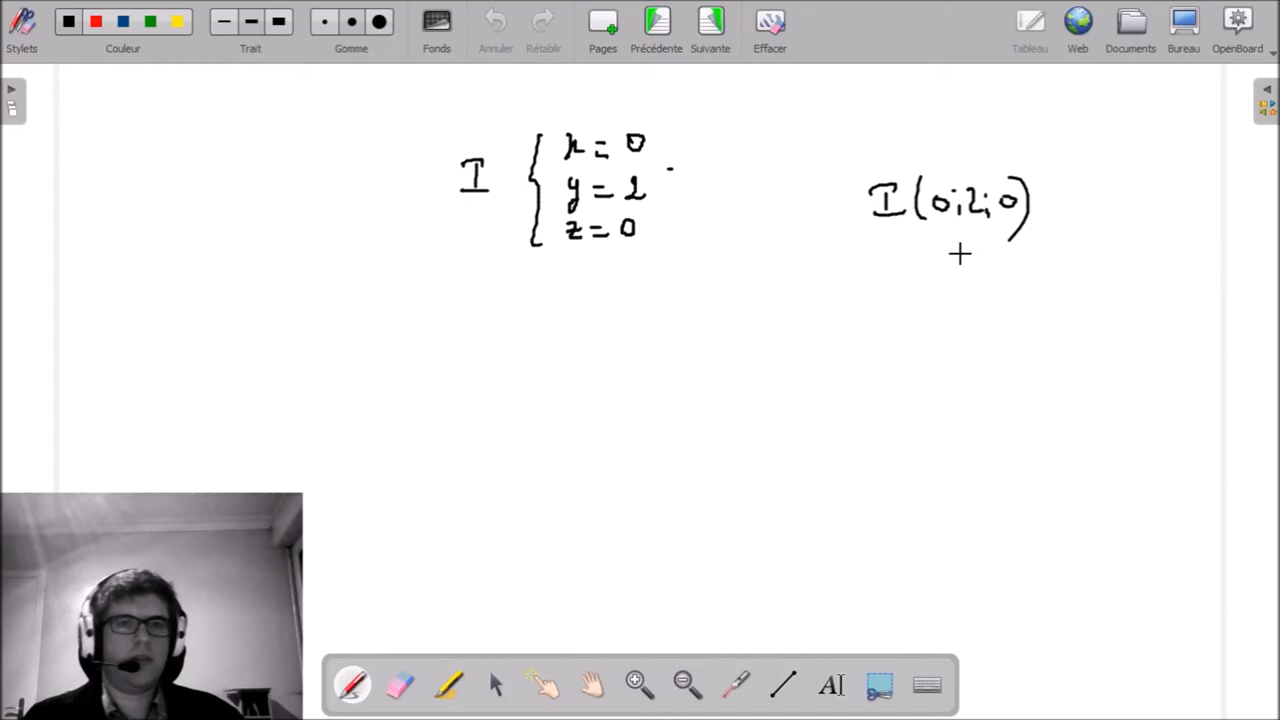 Stylets Couleur Trait Gomme Fonds Annuler Rétablir Pages Précédente Suivante Effacer Tableau Web Documents Bureau OpenBoard
x = 0
I { y = 2
z = 0
I(0;2;0)
AI